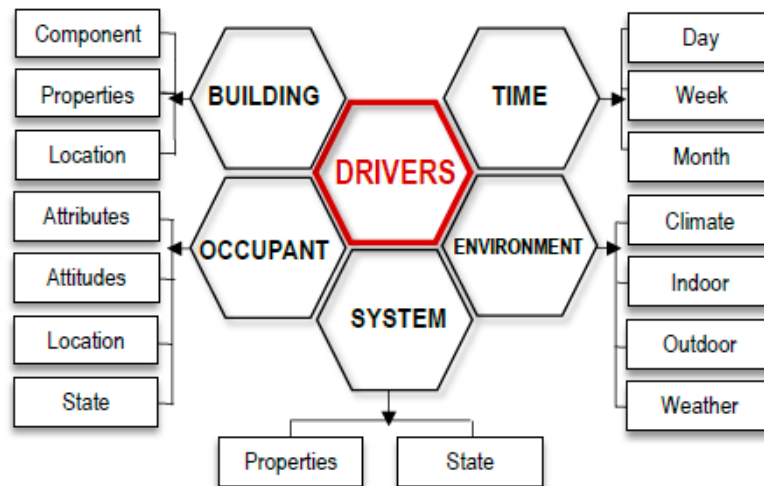 Component
Properties
Location
BUILDING
TIME
Day
Week
Month
DRIVERS
Attributes
Attitudes
Location
State
OCCUPANT
ENVIRONMENT
Climate
Indoor
Outdoor
Weather
SYSTEM
Properties
State